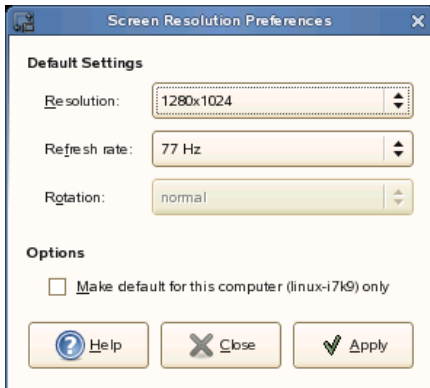 Screen Resolution Preferences
Default Settings
Resolution: 1280x1024
Refresh rate: 77 Hz
Rotation: normal
Options
Make default for this computer (linux-i7k9) only
Help Close Apply